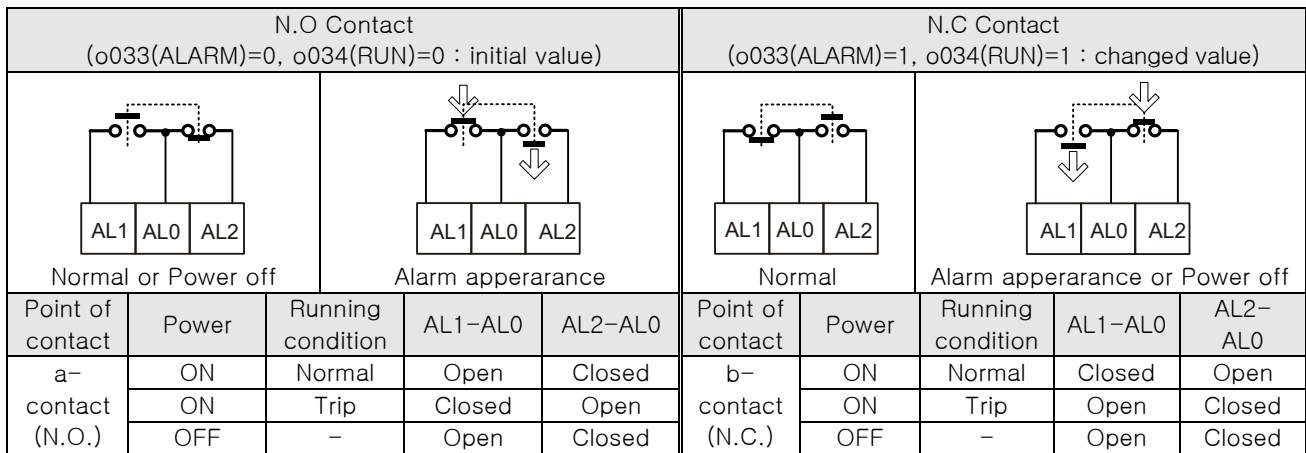 N.O Contact
(o033(ALARM)=0, o034(RUN)=0 : initial value)
N.C Contact
(o033(ALARM)=1, o034(RUN)=1 : changed value)
AL1 AL0 AL2
Normal or Power off
AL1 AL0 AL2
Alarm apperarance
AL1 AL0 AL2
Normal
AL1 AL0 AL2
Alarm apperarance or Power off
Point of contact Power Running condition AL1-AL0 AL2-AL0
a-contact (N.O.) ON Normal Open Closed
ON Trip Closed Open
OFF - Open Closed
Point of contact Power Running condition AL1-AL0 AL2-AL0
b-contact (N.C.) ON Normal Closed Open
ON Trip Open Closed
OFF - Open Closed